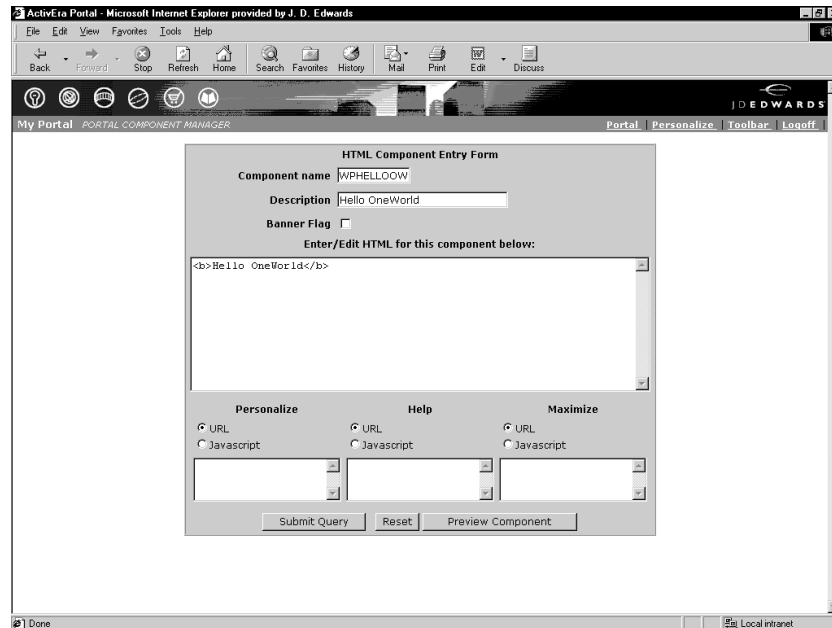 ActivEra Portal - Microsoft Internet Explorer provided by J. D. Edwards
File Edit View Favorites Tools Help
Back Forward Stop Refresh Home Search Favorites History Mail Print Edit Discuss
JDEDWARDS
My Portal PORTAL COMPONENT MANAGER Portal | Personalize | Toolbar | Logoff |
HTML Component Entry Form
Component name WPHELLOOW
Description Hello OneWorld
Banner Flag
Enter/Edit HTML for this component below:
<b>Hello OneWorld</b>
Personalize Help Maximize
URL URL URL
Javascript Javascript Javascript
Submit Query Reset Preview Component
Done Local intranet